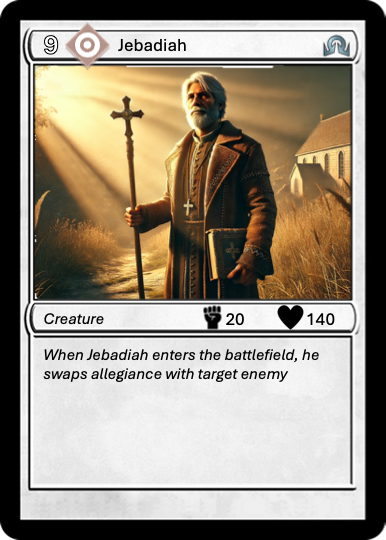 9 Jebadiah
Creature 20 140
When Jebadiah enters the battlefield, he
swaps allegiance with target enemy